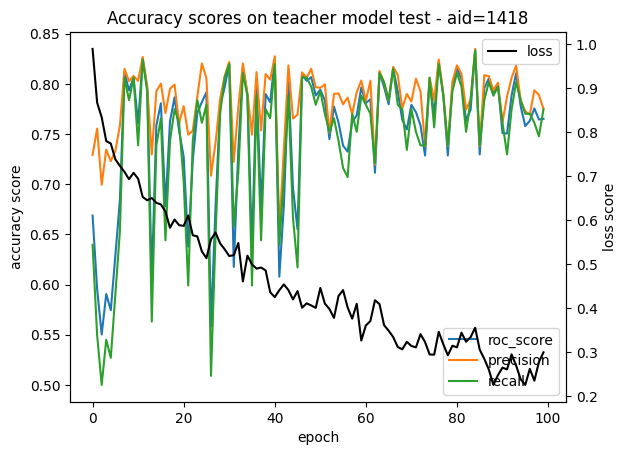 Accuracy scores on teacher model test - aid=1418
accuracy score
0.85
0.80
0.75
0.70
0.65
0.60
0.55
0.50
loss
1.0
0.9
0.8
0.7
0.6
0.5
0.4
0.3
0.2
loss score
roc_score
precision
recall
0
20
40
60
80
100
epoch